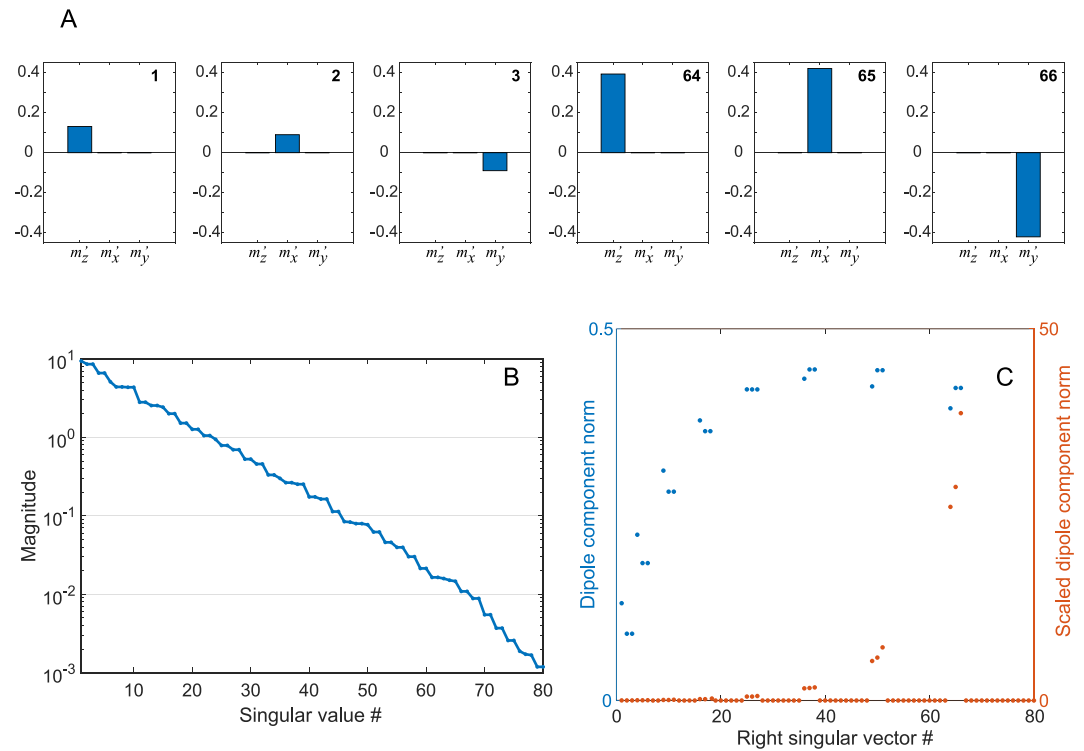 A
1
2
3
64
65
66
0.4 0.4 0.4 0.4 0.4 0.4
0.2 0.2 0.2 0.2 0.2 0.2
0 0 0 0 0 0
-0.2 -0.2 -0.2 -0.2 -0.2 -0.2
-0.4 -0.4 -0.4 -0.4 -0.4 -0.4
m'z m'x m'y m'z m'x m'y m'z m'x m'y m'z m'x m'y m'z m'x m'y m'z m'x m'y
B
10^1
10^0
10^-1
10^-2
10^-3
Magnitude
10 20 30 40 50 60 70 80
Singular value #
C
0.5
0
Dipole component norm
50
0
Scaled dipole component norm
0 20 40 60 80
Right singular vector #